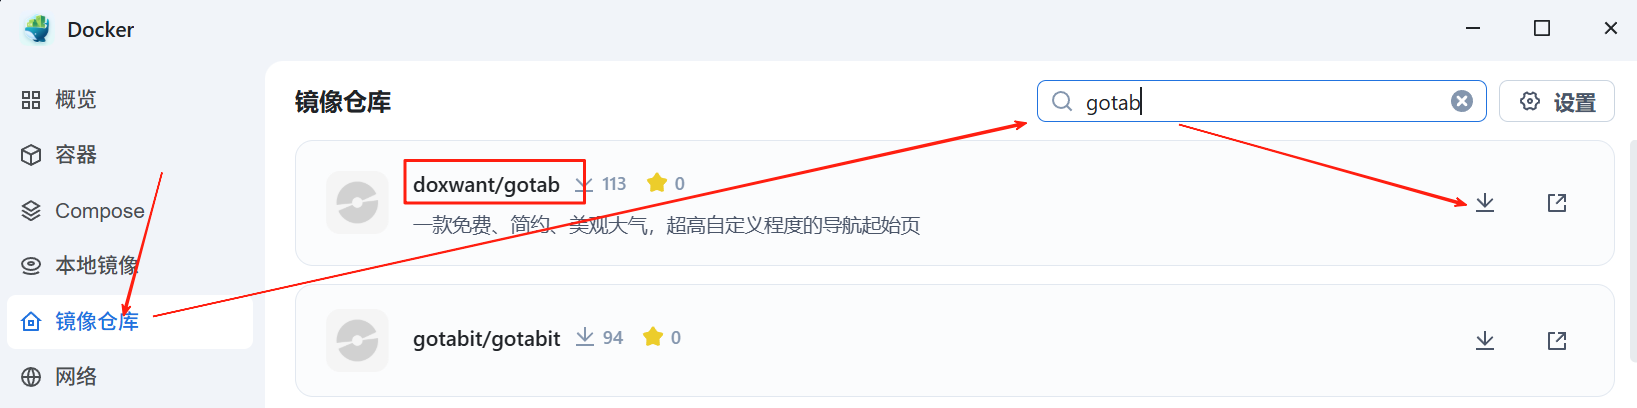 Docker
概览
容器
Compose
本地镜像
镜像仓库
网络
镜像仓库
gotab
设置
doxwant/gotab 113 0
一款免费、简约、美观大气，超高自定义程度的导航起始页
gotabit/gotabit 94 0